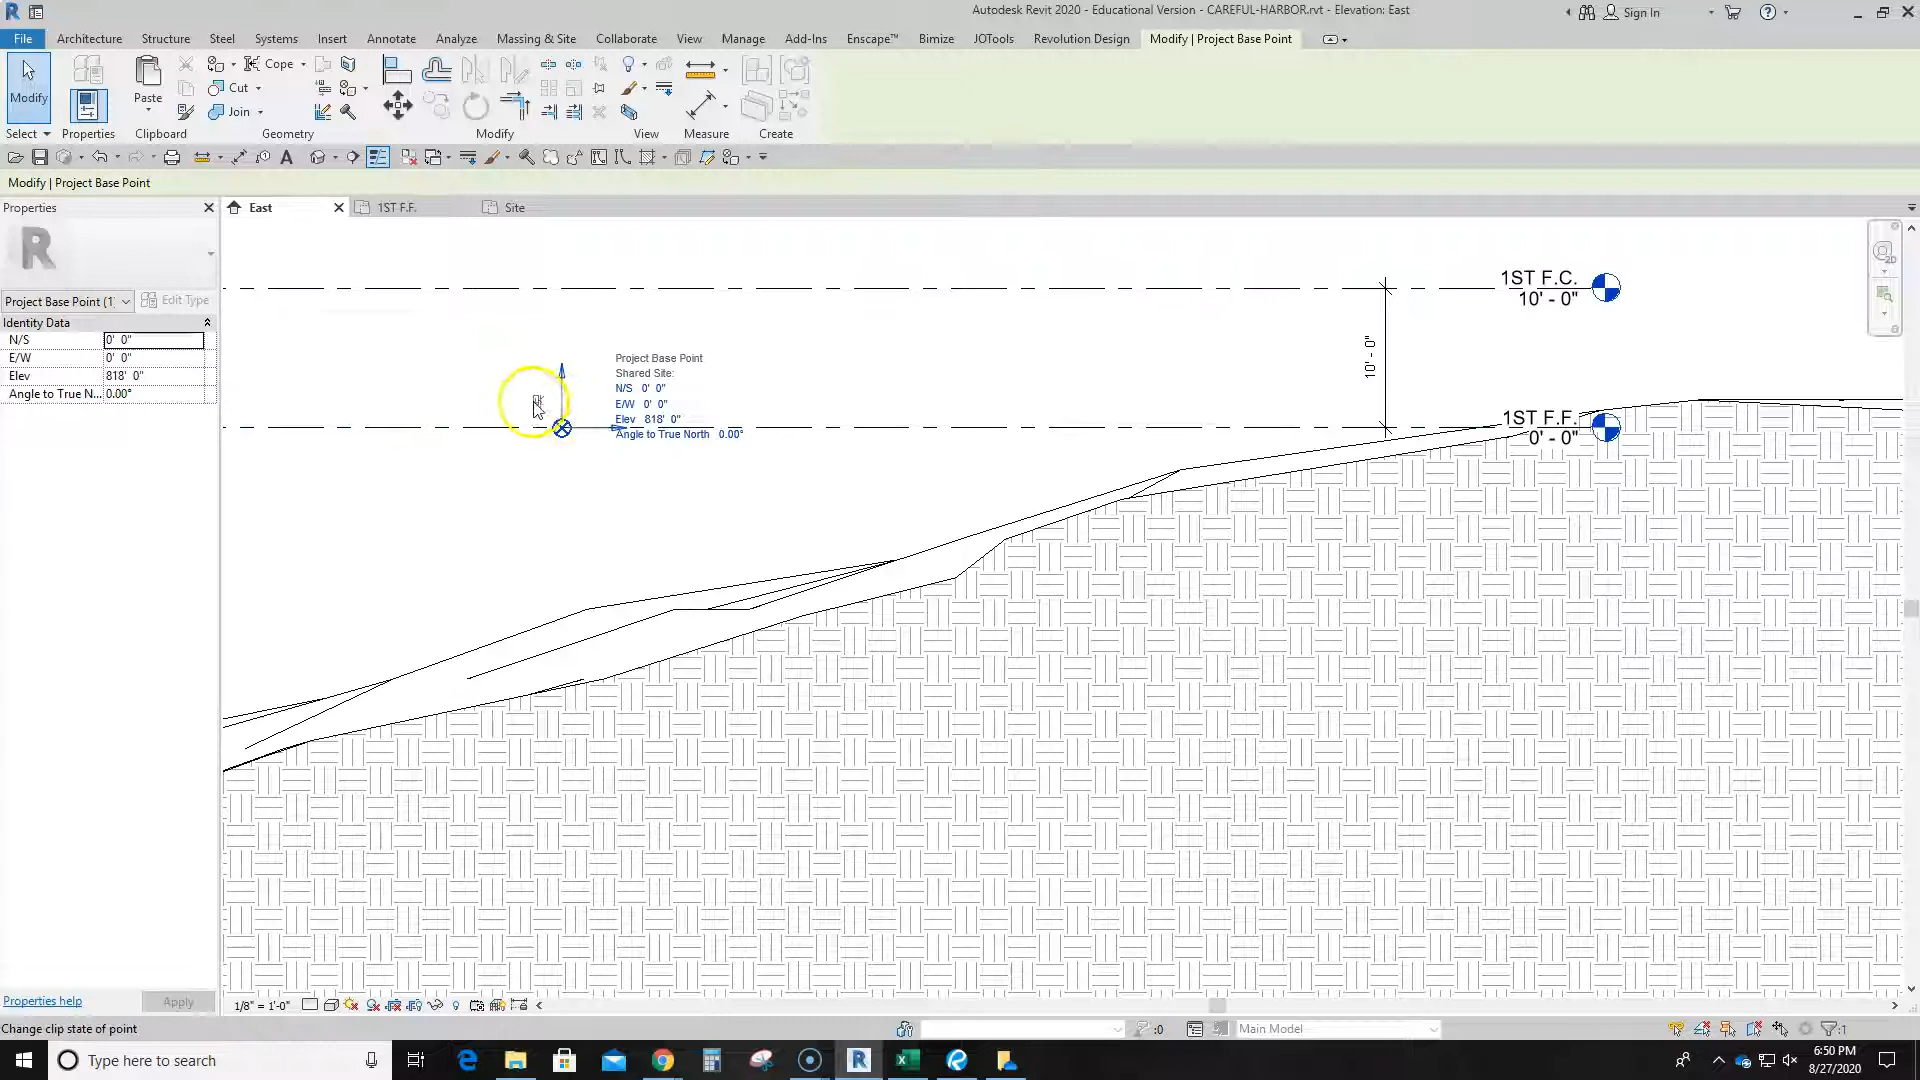 Autodesk Revit 2020 - Educational Version - CAREFUL-HARBOR.rvt - Elevation: East
Sign In
File Architecture Structure Steel Systems Insert Annotate Analyze Massing & Site Collaborate View Manage Add-Ins Enscape™ Bimize JOTools Revolution Design Modify | Project Base Point
Modify
Paste
Cope
Cut
Join
Select Properties Clipboard Geometry Modify View Measure Create
Modify | Project Base Point
Properties
East
1ST F.F.
Site
R
Project Base Point (1)
Edit Type
Identity Data
N/S 0' 0"
E/W 0' 0"
Elev 818' 0"
Angle to True N... 0.00°
1ST F.C.
10' - 0"
10' - 0"
Project Base Point
Shared Site:
N/S 0' 0"
E/W 0' 0"
Elev 818' 0"
Angle to True North 0.00°
1ST F.F.
0' - 0"
Properties help
Apply
1/8" = 1'-0"
Change clip state of point
:0
Main Model
:1
Type here to search
6:50 PM
8/27/2020